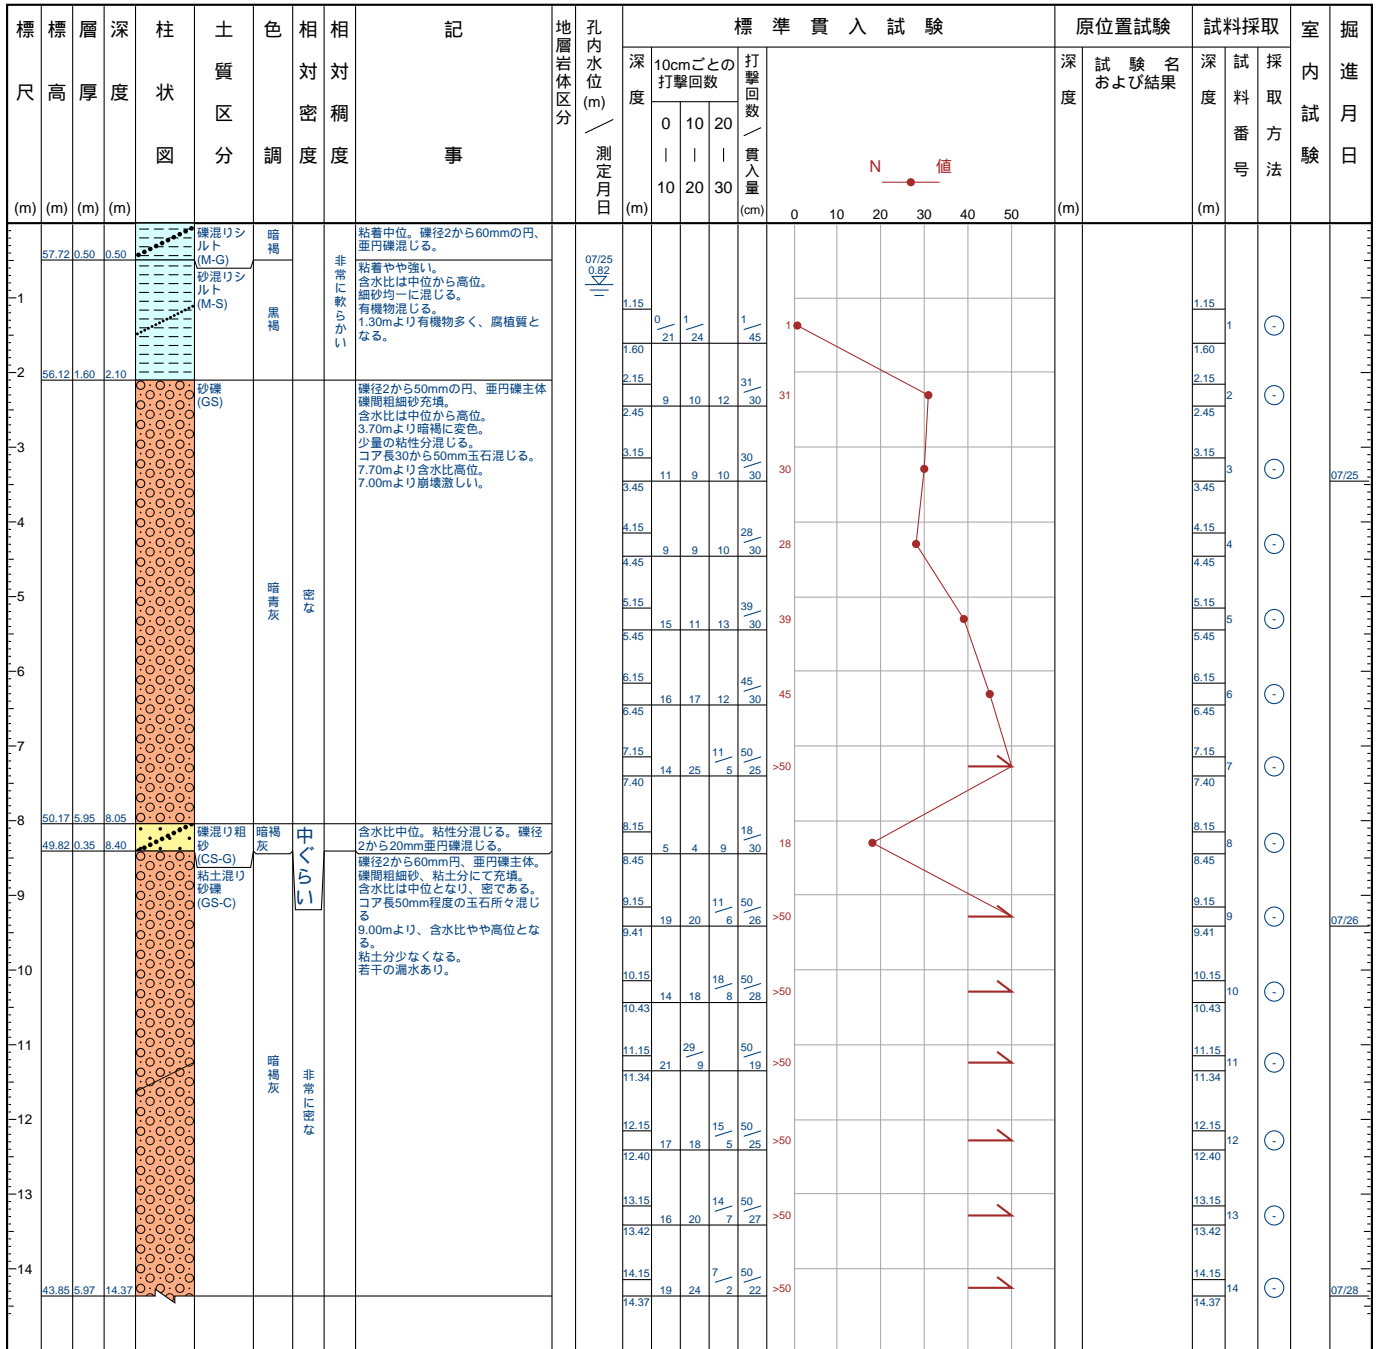 標尺(m)
標高(m)
層厚(m)
深度(m)
柱状図
土質区分
色調
相対密度
相対稠度
記事
地層岩体区分
孔内水位(m)/測定月日
標準貫入試験
深度(m)
10cmごとの
打撃回数
0 10 20
| | |
10 20 30
打撃回数/貫入量(cm)
N 値
0 10 20 30 40 50
原位置試験
深度(m)
試験名
および結果
試料採取
深度(m)
試料番号
採取方法
室内試験
掘進月日
57.72 0.50 0.50
礫混りシ
ルト
(M-G)
暗褐
粘着中位。礫径2から60mmの円、
亜円礫混じる。
非常に軟らかい
07/25
0.82
砂混りシ
ルト
(M-S)
黒褐
粘着やや強い。
含水比は中位から高位。
細砂均一に混じる。
有機物混じる。
1.30mより有機物多く、腐植質と
なる。
1
1.15 0/21 1/24 1/45 1 1.15 1 -
1.60 1.60
2
56.12 1.60 2.10
砂礫
(GS)
暗青灰
密な
礫径2から50mmの円、亜円礫主体
礫間粗細砂充填。
含水比は中位から高位。
3.70mより暗褐に変色。
少量の粘性分混じる。
コア長30から50mm玉石混じる。
7.70mより含水比高位。
7.00mより崩壊激しい。
2.15 9 10 12 31/30 31 2.15 2 -
2.45 2.45
3
3.15 11 9 10 30/30 30 3.15 3 - 07/25
3.45 3.45
4
4.15 9 9 10 28/30 28 4.15 4 -
4.45 4.45
5
5.15 15 11 13 39/30 39 5.15 5 -
5.45 5.45
6
6.15 16 17 12 45/30 45 6.15 6 -
6.45 6.45
7
7.15 14 25 11/5 50/25 >50 7.15 7 -
7.40 7.40
8
50.17 5.95 8.05
礫混り粗
砂
(CS-G)
暗褐灰
中ぐらい
含水比中位。粘性分混じる。礫径
2から20mm亜円礫混じる。
8.15 5 4 9 18/30 18 8.15 8 -
8.45 8.45
49.82 0.35 8.40
粘土混り
砂礫
(GS-C)
暗褐灰
非常に密な
礫径2から60mm円、亜円礫主体。
礫間粗細砂、粘土分にて充填。
含水比は中位となり、密である。
コア長50mm程度の玉石所々混じ
る
9.00mより、含水比やや高位とな
る。
粘土分少なくなる。
若干の漏水あり。
9
9.15 19 20 11/6 50/26 >50 9.15 9 - 07/26
9.41 9.41
10
10.15 14 18 18/8 50/28 >50 10.15 10 -
10.43 10.43
11
11.15 21 29/9 50/19 >50 11.15 11 -
11.34 11.34
12
12.15 17 18 15/5 50/25 >50 12.15 12 -
12.40 12.40
13
13.15 16 20 14/7 50/27 >50 13.15 13 -
13.42 13.42
14
14.15 19 24 7/2 50/22 >50 14.15 14 - 07/28
43.85 5.97 14.37
14.37 14.37